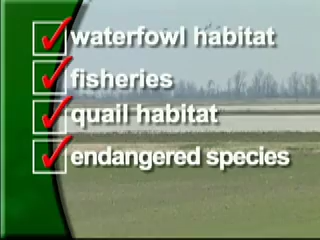 waterfowl habitat
fisheries
quail habitat
endangered species